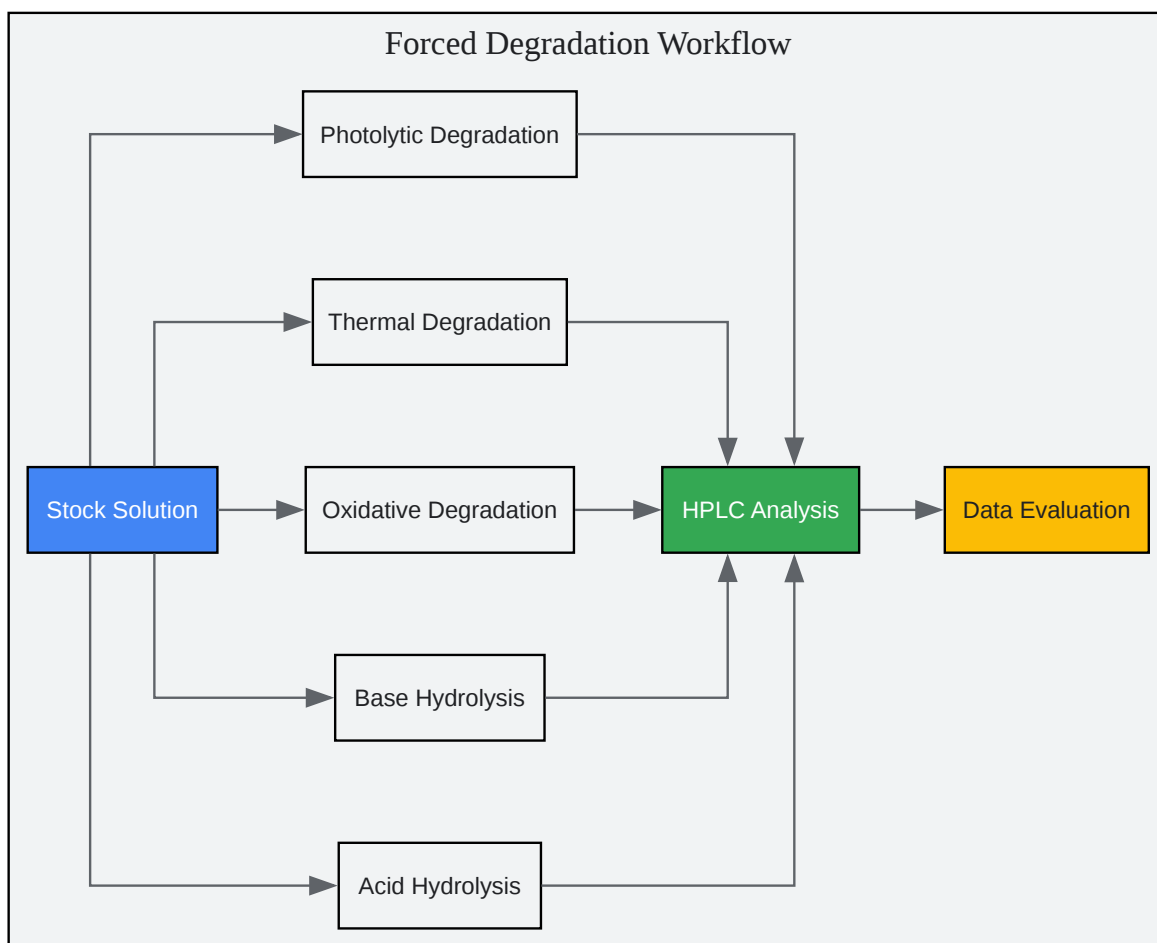 Forced Degradation Workflow
Photolytic Degradation
Thermal Degradation
Stock Solution
Oxidative Degradation
HPLC Analysis
Data Evaluation
Base Hydrolysis
Acid Hydrolysis